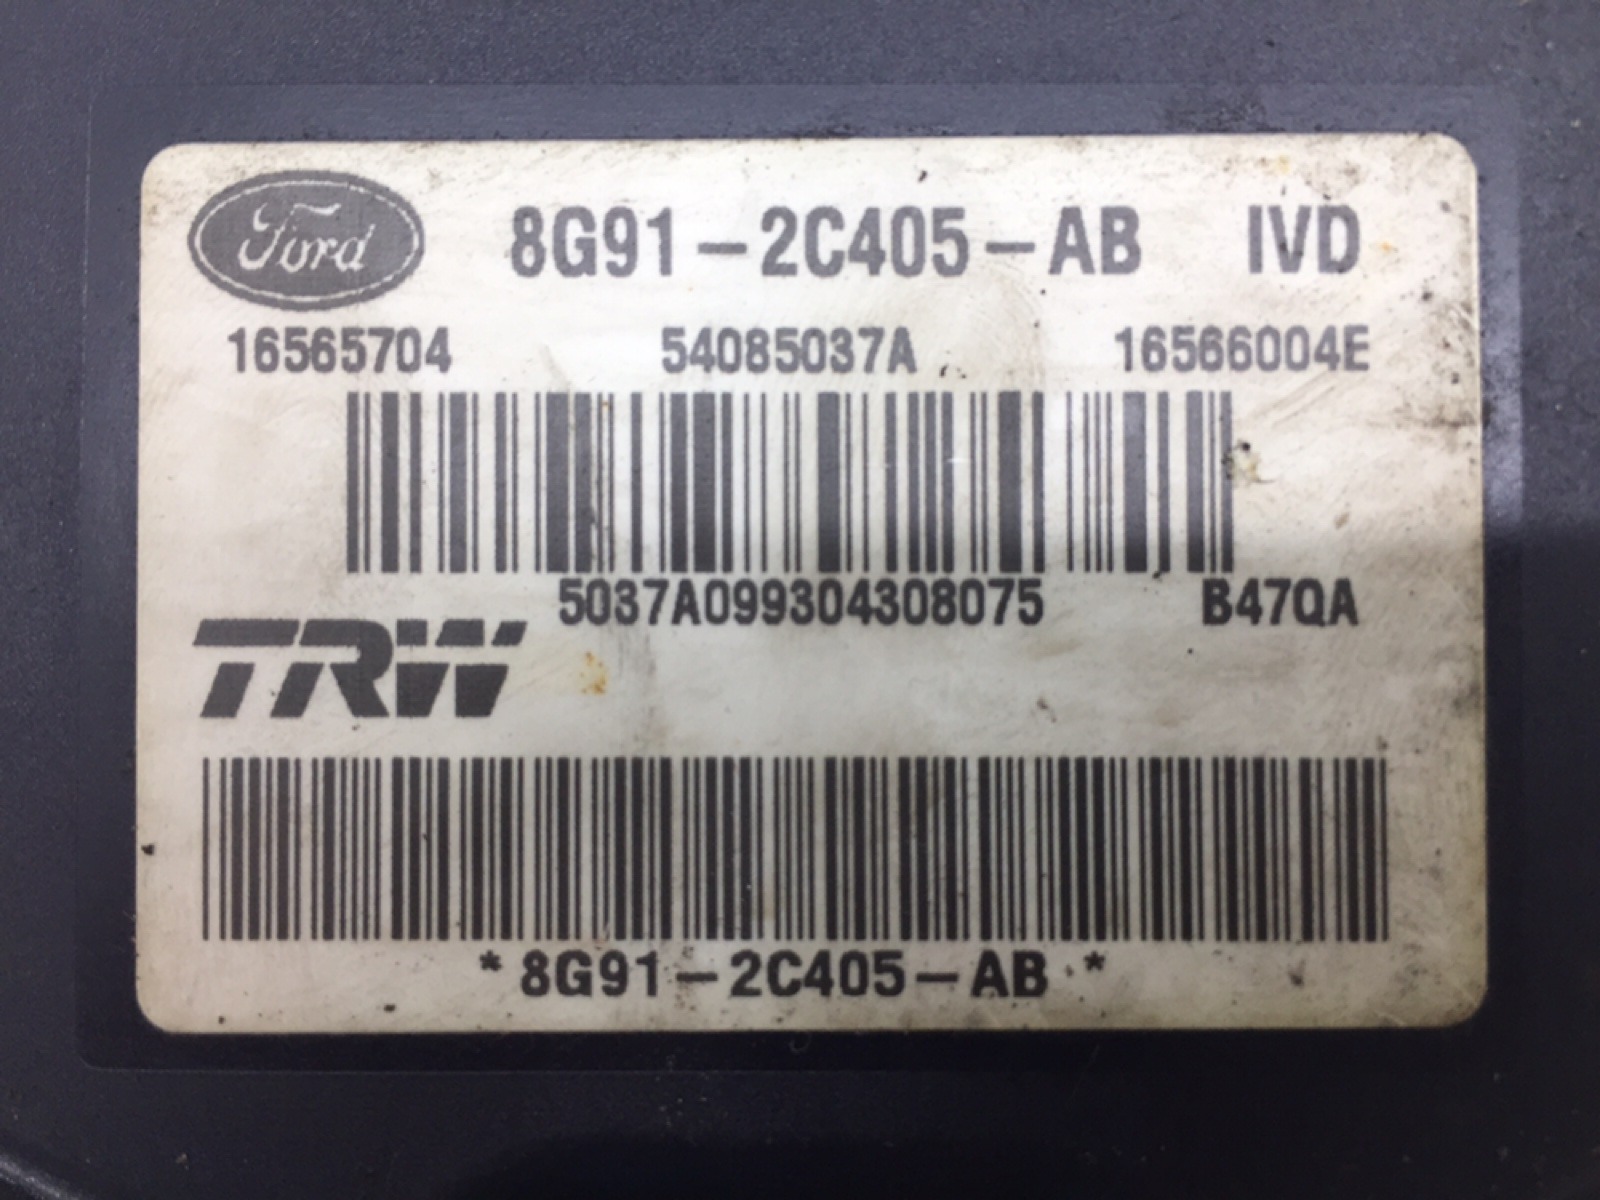 Ford 8G91-2C405-AB IVD
16565704 54085037A 16566004E
5037A099304308075 B47QA
TRW
*8G91-2C405-AB*